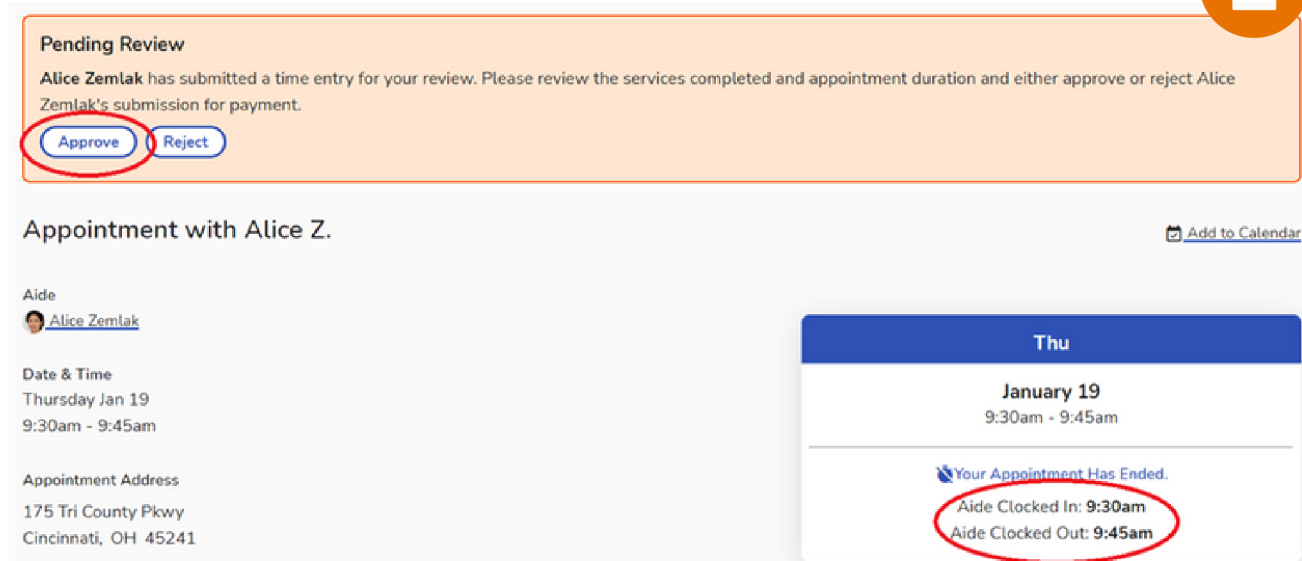 Pending Review
Alice Zemlak has submitted a time entry for your review. Please review the services completed and appointment duration and either approve or reject Alice
Zemlak's submission for payment.
Approve Reject
Appointment with Alice Z.
Add to Calendar
Aide
Alice Zemlak
Date & Time
Thursday Jan 19
9:30am - 9:45am
Appointment Address
175 Tri County Pkwy
Cincinnati, OH 45241
Thu
January 19
9:30am - 9:45am
Your Appointment Has Ended.
Aide Clocked In: 9:30am
Aide Clocked Out: 9:45am